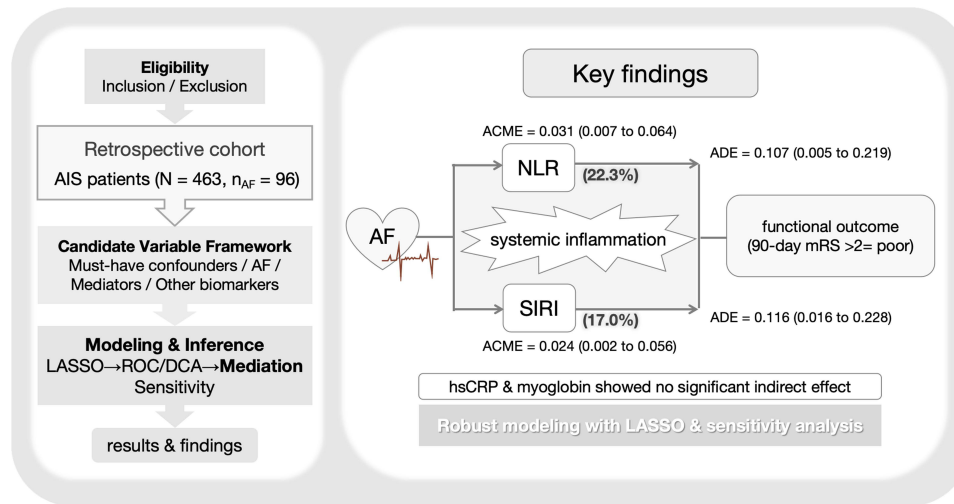 Eligibility
Inclusion / Exclusion
Retrospective cohort
AIS patients (N = 463, nAF = 96)
Candidate Variable Framework
Must-have confounders / AF /
Mediators / Other biomarkers
Modeling & Inference
LASSO→ROC/DCA→Mediation
Sensitivity
results & findings
Key findings
ACME = 0.031 (0.007 to 0.064)
NLR
(22.3%)
ADE = 0.107 (0.005 to 0.219)
AF
systemic inflammation
functional outcome
(90-day mRS >2= poor)
SIRI
(17.0%)
ADE = 0.116 (0.016 to 0.228)
ACME = 0.024 (0.002 to 0.056)
hsCRP & myoglobin showed no significant indirect effect
Robust modeling with LASSO & sensitivity analysis